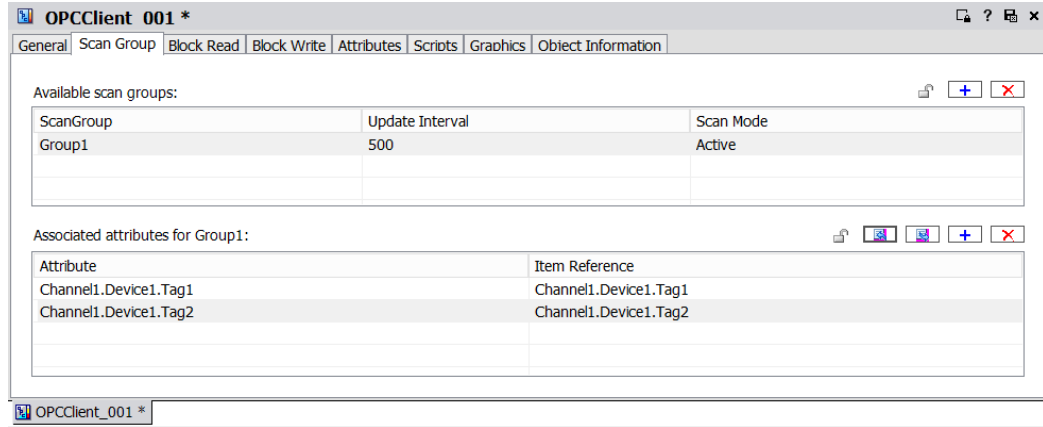 OPCClient_001 *
General Scan Group Block Read Block Write Attributes Scripts Graphics Object Information
Available scan groups:
ScanGroup Update Interval Scan Mode
Group1 500 Active
Associated attributes for Group1:
Attribute Item Reference
Channel1.Device1.Tag1 Channel1.Device1.Tag1
Channel1.Device1.Tag2 Channel1.Device1.Tag2
OPCClient_001 *